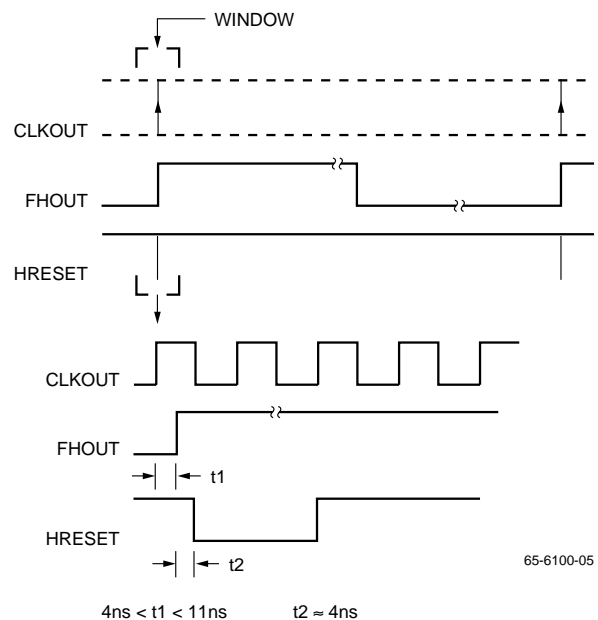 WINDOW
CLKOUT
FHOUT
HRESET
CLKOUT
FHOUT
t1
HRESET
t2
65-6100-05
4ns < t1 < 11ns t2 ≈ 4ns